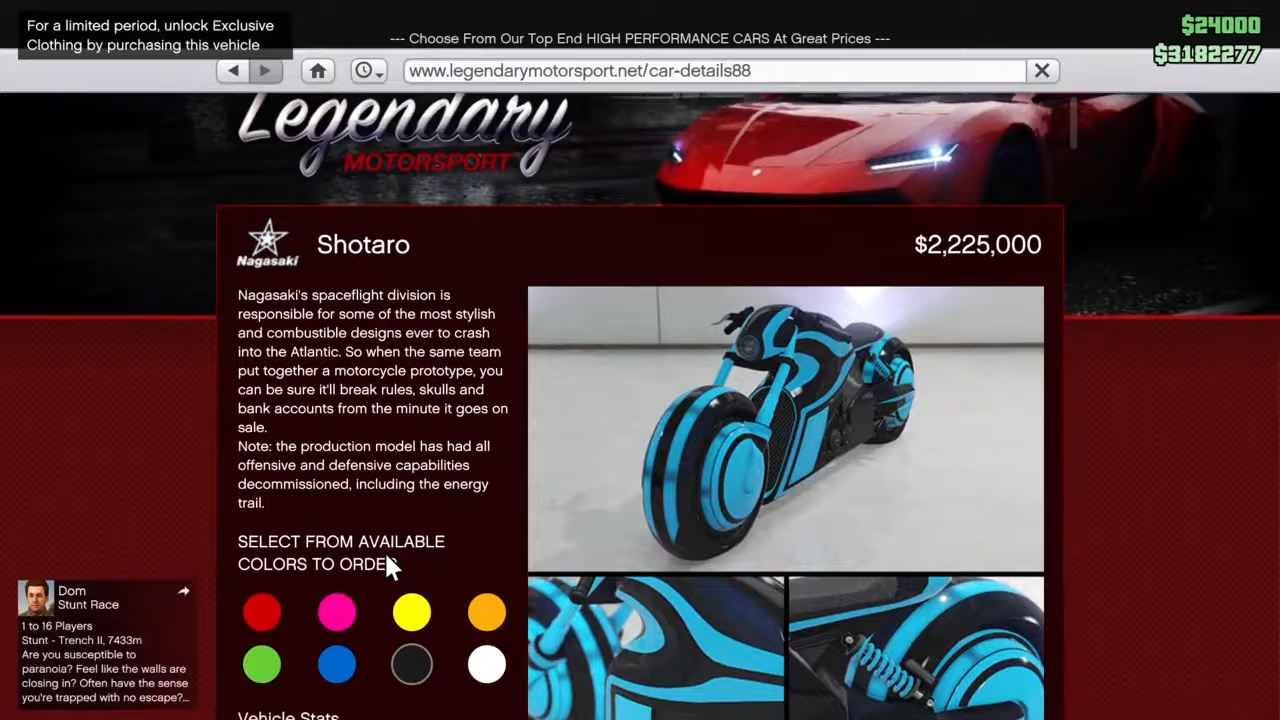 For a limited period, unlock Exclusive
Clothing by purchasing this vehicle
--- Choose From Our Top End HIGH PERFORMANCE CARS At Great Prices ---
$24000
$3182277
www.legendarymotorsport.net/car-details88
Legendary
MOTORSPORT
Nagasaki
Shotaro
$2,225,000
Nagasaki's spaceflight division is
responsible for some of the most stylish
and combustible designs ever to crash
into the Atlantic. So when the same team
put together a motorcycle prototype, you
can be sure it'll break rules, skulls and
bank accounts from the minute it goes on
sale.
Note: the production model has had all
offensive and defensive capabilities
decommissioned, including the energy
trail.
SELECT FROM AVAILABLE
COLORS TO ORDER
Vehicle Stats
Dom
Stunt Race
1 to 16 Players
Stunt - Trench II, 7433m
Are you susceptible to
paranoia? Feel like the walls are
closing in? Often have the sense
you're trapped with no escape?...